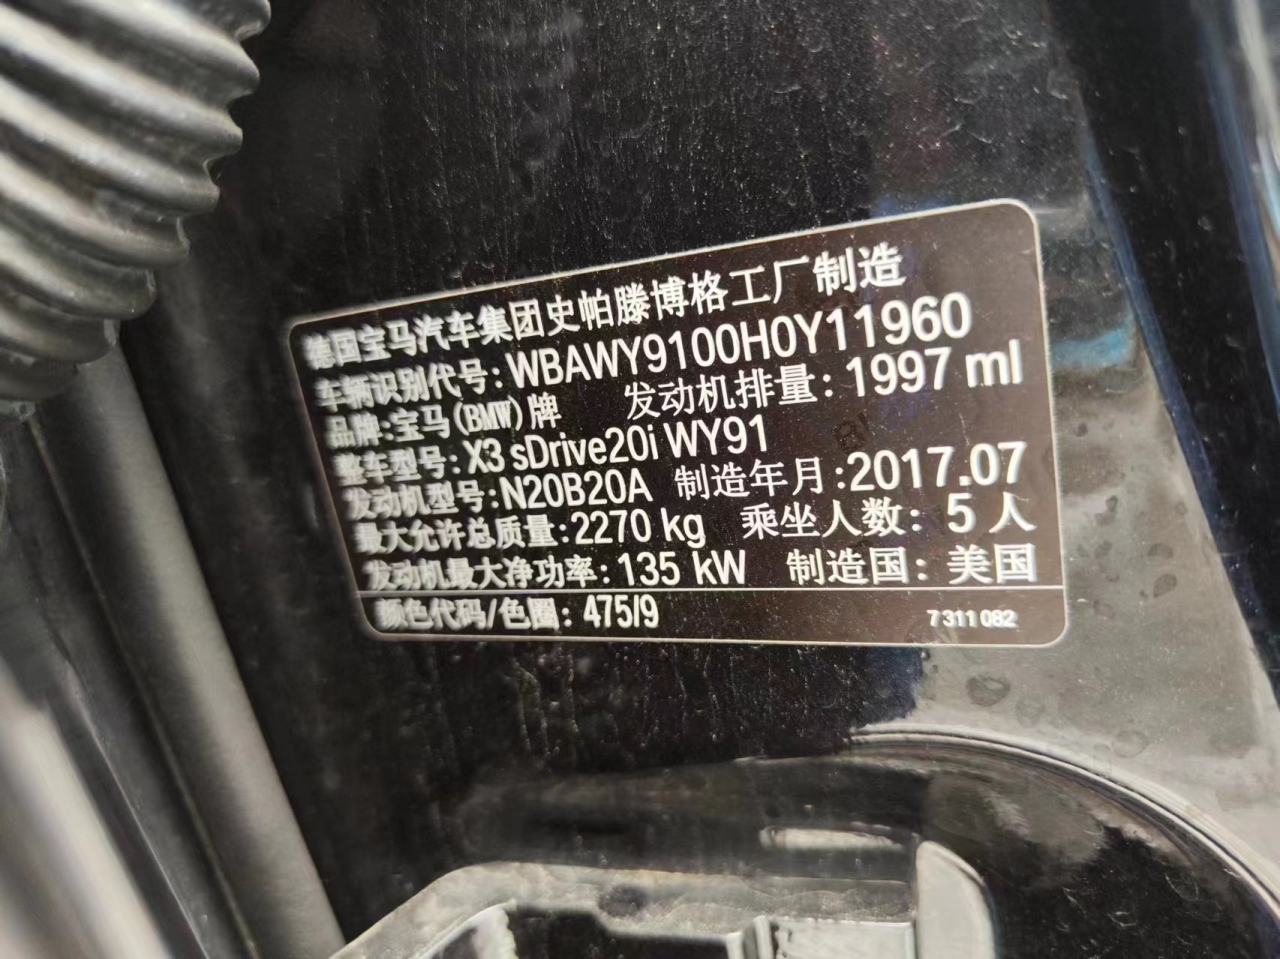 德国宝马汽车集团史帕滕博格工厂制造
车辆识别代号:WBAWY9100H0Y11960
品牌:宝马(BMW)牌 发动机排量: 1997 ml
整车型号:X3 sDrive20i WY91
发动机型号:N20B20A 制造年月:2017.07
最大允许总质量:2270 kg 乘坐人数: 5 人
发动机最大净功率:135 kW 制造国: 美国
颜色代码/色圈: 475/9 7311082